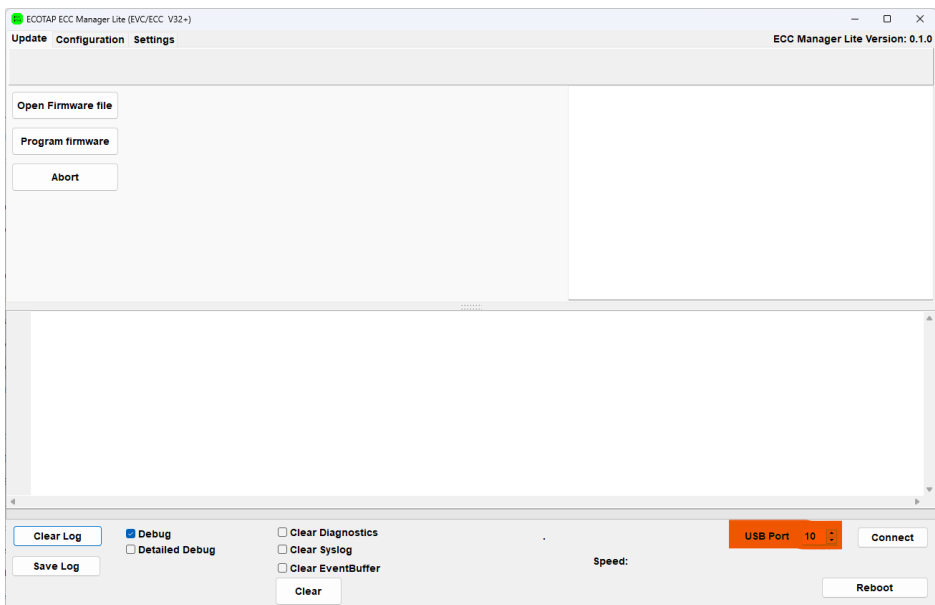 ECOTAP ECC Manager Lite (EVC/ECC V32+)
Update Configuration Settings ECC Manager Lite Version: 0.1.0
Open Firmware file
Program firmware
Abort
Clear Log
Debug
Clear Diagnostics
USB Port 10
Connect
Detailed Debug
Clear Syslog
Speed:
Save Log
Clear EventBuffer
Clear
Reboot